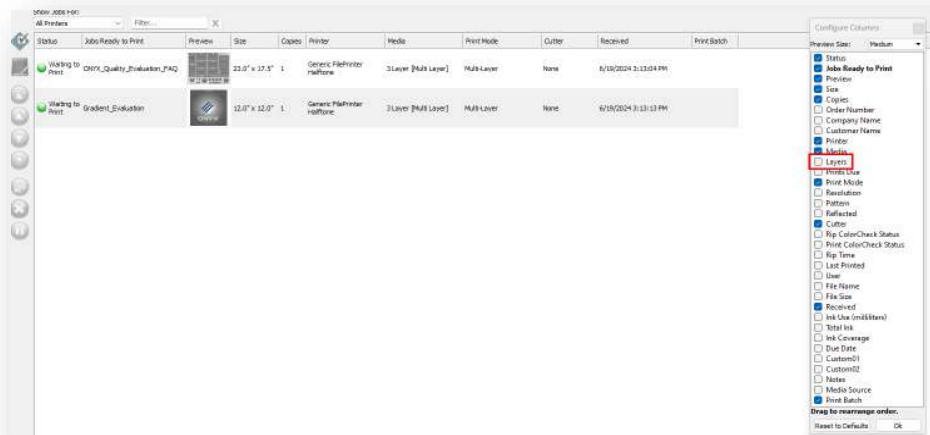 Show Jobs For:
All Printers Filter...
Status Jobs Ready to Print Preview Size Copies Printer Media Print Mode Cutter Received Print Batch
Waiting to Print ONYX_Quality_Evaluation_FAQ 23.0" x 17.5" 1 Generic FilePrinter Halftone 3 Layer [Multi Layer] Multi-Layer None 6/19/2024 3:13:04 PM
Waiting to Print Gradient_Evaluation ONYX 12.0" x 12.0" 1 Generic FilePrinter Halftone 3 Layer [Multi Layer] Multi-Layer None 6/19/2024 3:13:13 PM
Configure Columns
Preview Size: Medium
Status
Jobs Ready to Print
Preview
Size
Copies
Order Number
Company Name
Customer Name
Printer
Media
Layers
Prints Due
Print Mode
Resolution
Pattern
Reflected
Cutter
Rip ColorCheck Status
Print ColorCheck Status
Rip Time
Last Printed
User
File Name
File Size
Received
Ink Use (milliliters)
Total Ink
Ink Coverage
Due Date
Custom01
Custom02
Notes
Media Source
Print Batch
Drag to rearrange order.
Reset to Defaults Ok